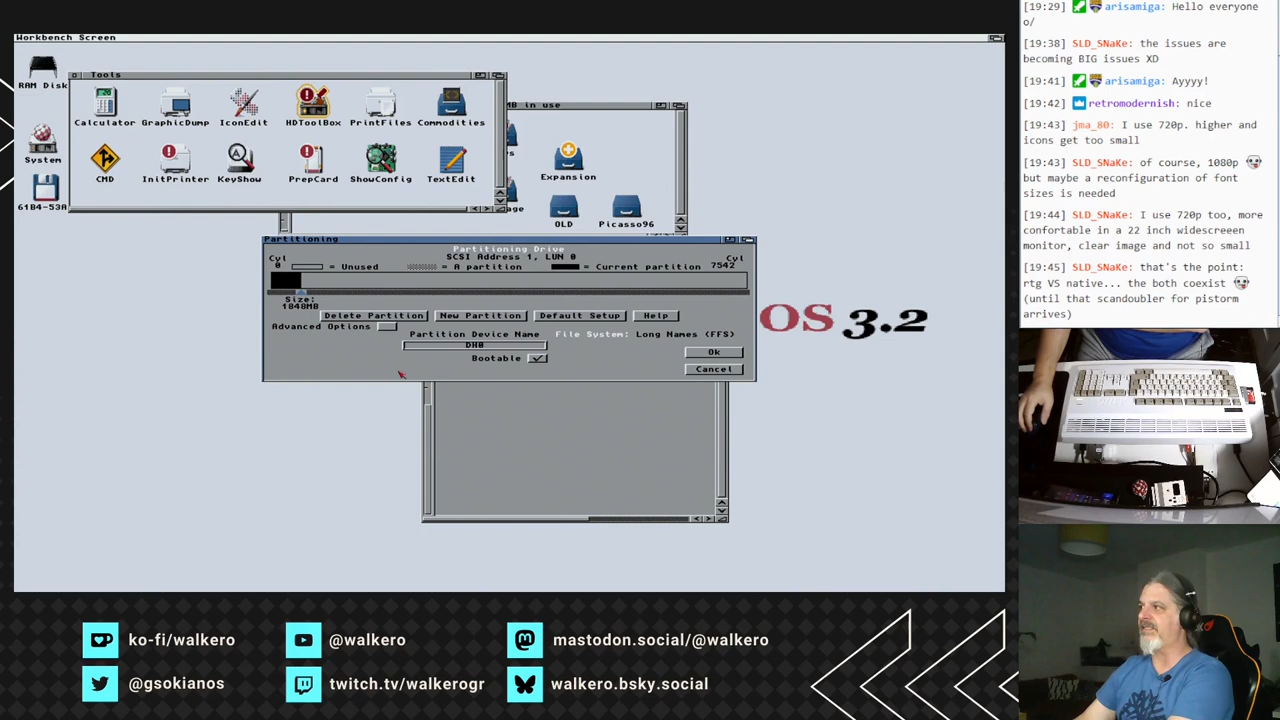 Workbench Screen
RAM Disk
System
61B4-53A
Tools
Calculator
GraphicDump
IconEdit
HDToolBox
PrintFiles
Commodities
CMD
InitPrinter
KeyShow
PrepCard
ShowConfig
TextEdit
MB in use
Expansion
OLD
Picasso96
Partitioning
Partitioning Drive
SCSI Address 1, LUN 0
Cyl
0
= Unused
= A partition
= Current partition
Cyl
7542
Size:
1848MB
Delete Partition
New Partition
Default Setup
Help
Advanced Options
Partition Device Name
File System: Long Names (FFS)
DH0
Bootable
Ok
Cancel
OS 3.2
[19:29] arisamiga: Hello everyone
o/
[19:38] SLD_SNaKe: the issues are
becoming BIG issues XD
[19:41] arisamiga: Ayyyy!
[19:42] retromodernish: nice
[19:43] jma_80: I use 720p. higher and
icons get too small
[19:43] SLD_SNaKe: of course, 1080p
but maybe a reconfiguration of font
sizes is needed
[19:44] SLD_SNaKe: I use 720p too, more
comfortable in a 22 inch widescreeen
monitor, clear image and not so small
[19:45] SLD_SNaKe: that's the point:
rtg VS native... the both coexist
(until that scandoubler for pistorm
arrives)
ko-fi/walkero
@walkero
mastodon.social/@walkero
@gsokianos
twitch.tv/walkerogr
walkero.bsky.social